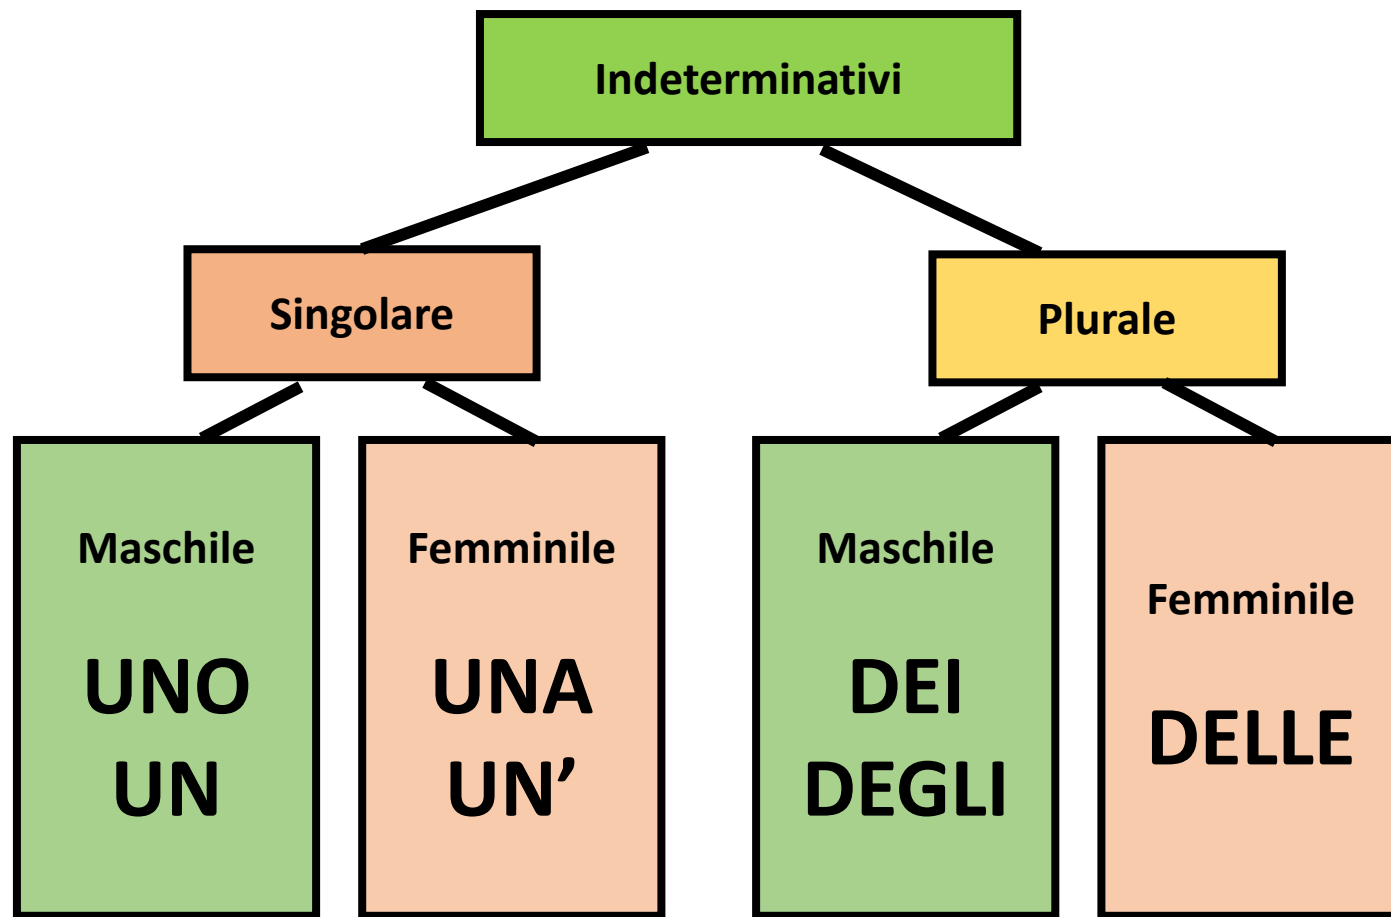 Indeterminativi
Singolare
Plurale
Maschile
UNO
UN
Femminile
UNA
UN’
Maschile
DEI
DEGLI
Femminile
DELLE